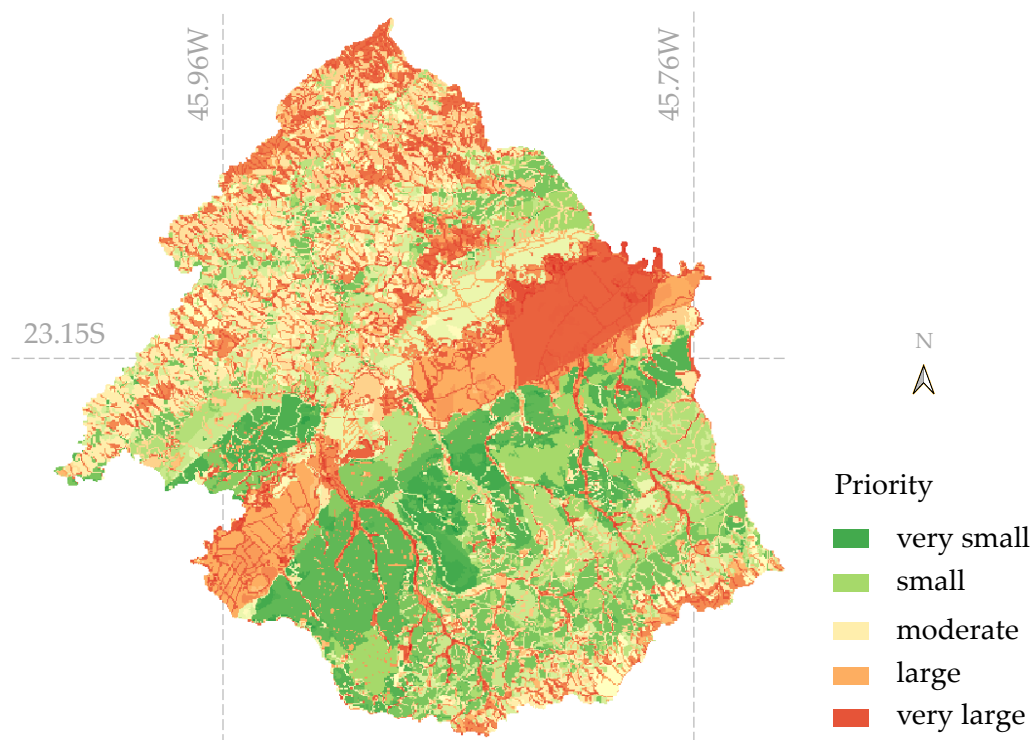 45.96W
45.76W
23.15S
N
Priority
very small
small
moderate
large
very large